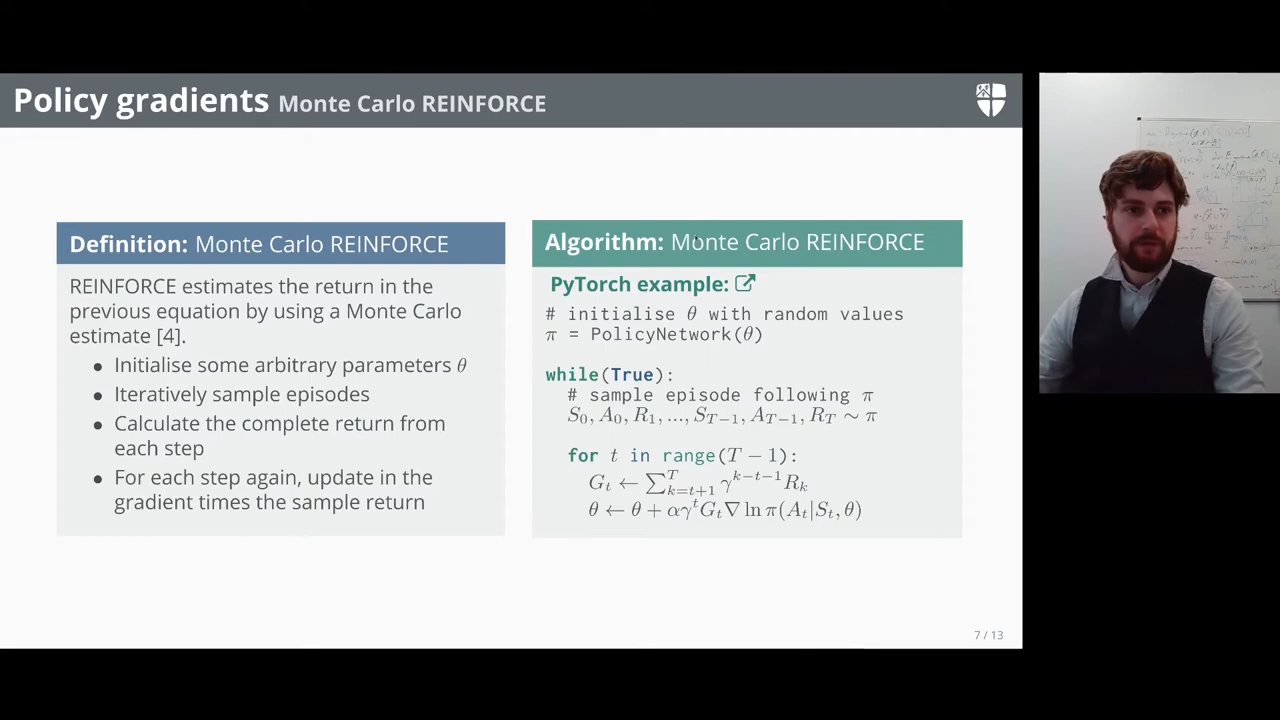 Policy gradients Monte Carlo REINFORCE
Definition: Monte Carlo REINFORCE
REINFORCE estimates the return in the
previous equation by using a Monte Carlo
estimate [4].
● Initialise some arbitrary parameters θ
● Iteratively sample episodes
● Calculate the complete return from
each step
● For each step again, update in the
gradient times the sample return
Algorithm: Monte Carlo REINFORCE
PyTorch example:
# initialise θ with random values
π = PolicyNetwork(θ)
while(True):
# sample episode following π
S₀, A₀, R₁, ..., S_{T−1}, A_{T−1}, R_T ∼ π
for t in range(T − 1):
G_t ← ∑_{k=t+1}^{T} γ^{k−t−1} R_k
θ ← θ + αγ^t G_t ∇ ln π(A_t|S_t, θ)
7 / 13